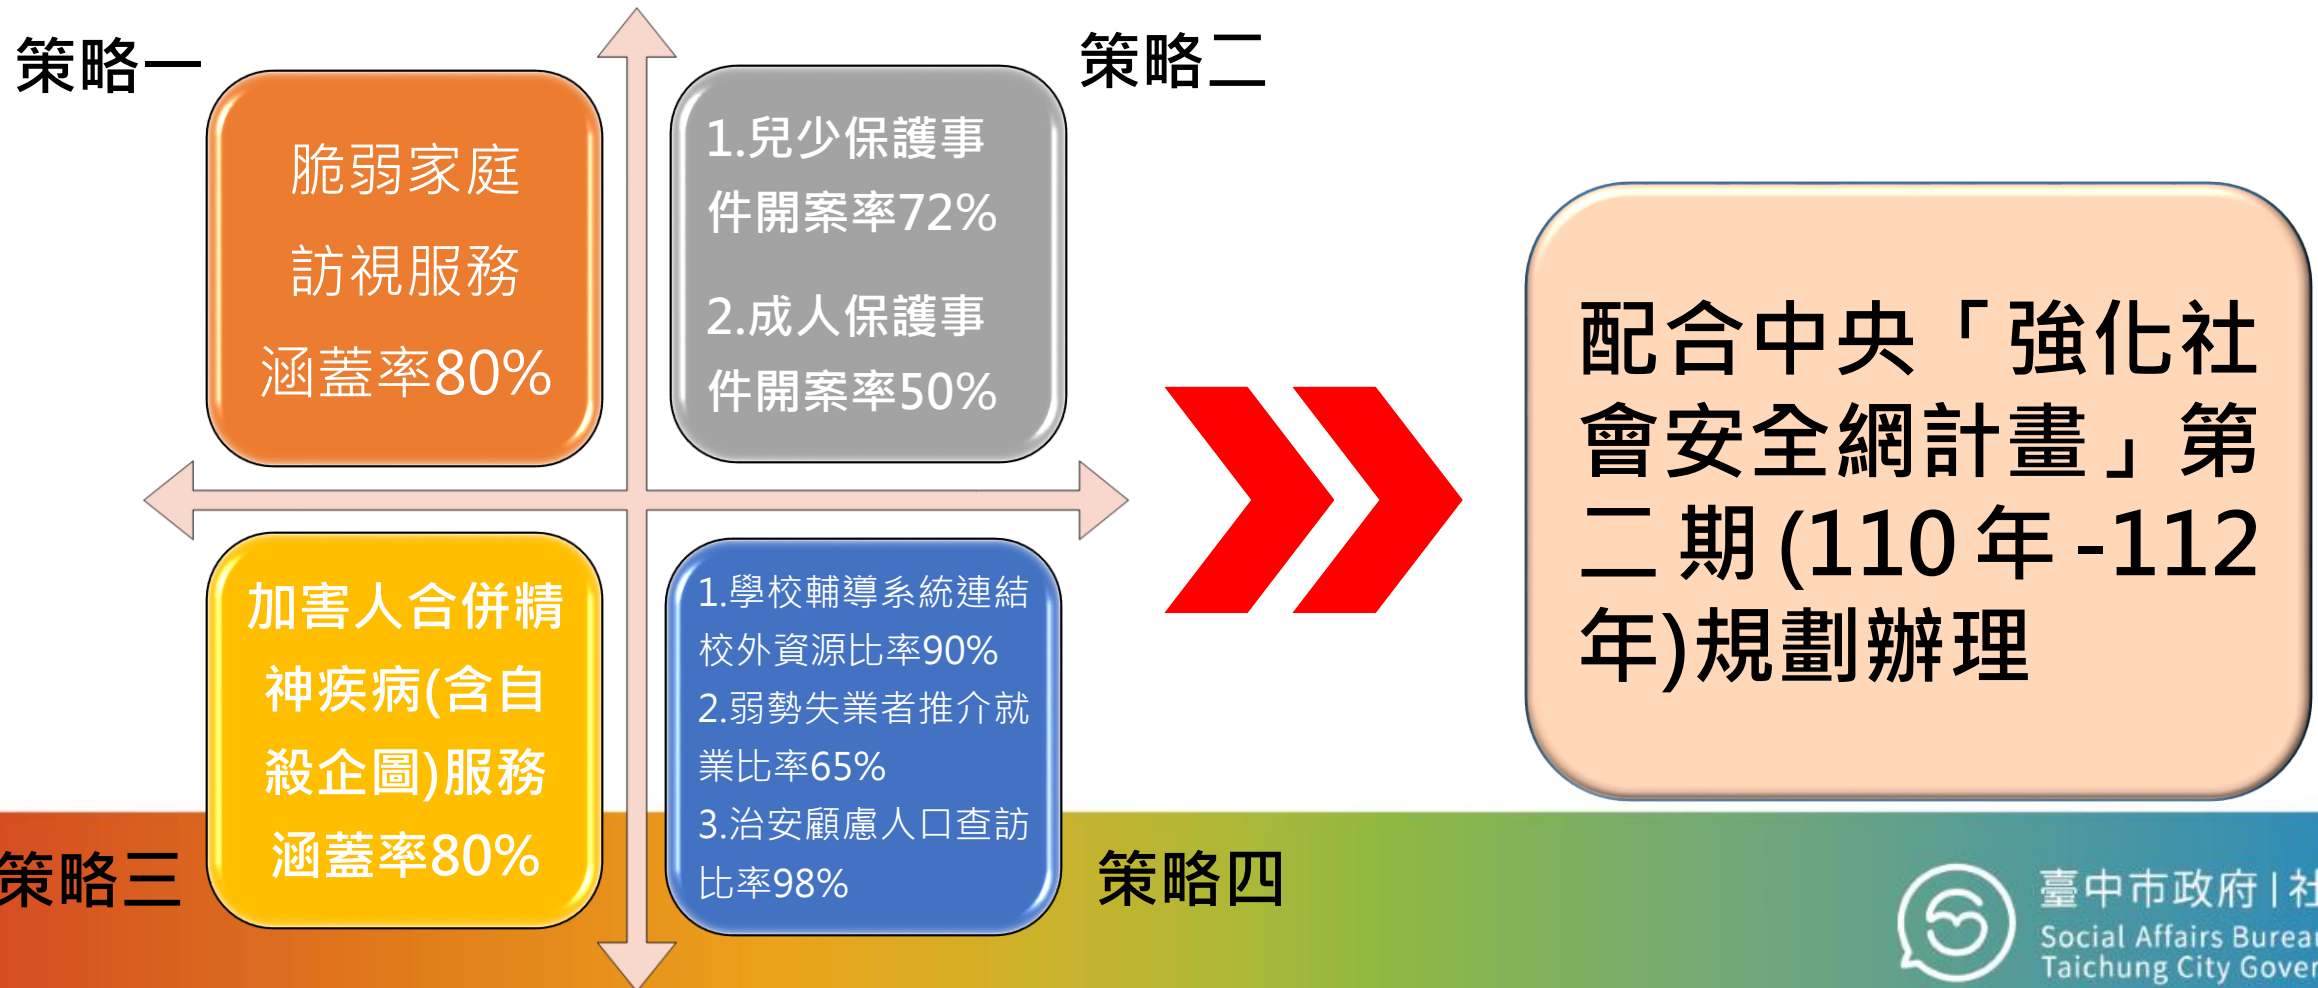 策略一
脆弱家庭
訪視服務
涵蓋率80%
策略二
1.兒少保護事
件開案率72%
2.成人保護事
件開案率50%
策略三
加害人合併精
神疾病(含自
殺企圖)服務
涵蓋率80%
策略四
1.學校輔導系統連結
校外資源比率90%
2.弱勢失業者推介就
業比率65%
3.治安顧慮人口查訪
比率98%
配合中央「強化社
會安全網計畫」第
二期(110年-112
年)規劃辦理
臺中市政府|社
Social Affairs Bureau
Taichung City Gover